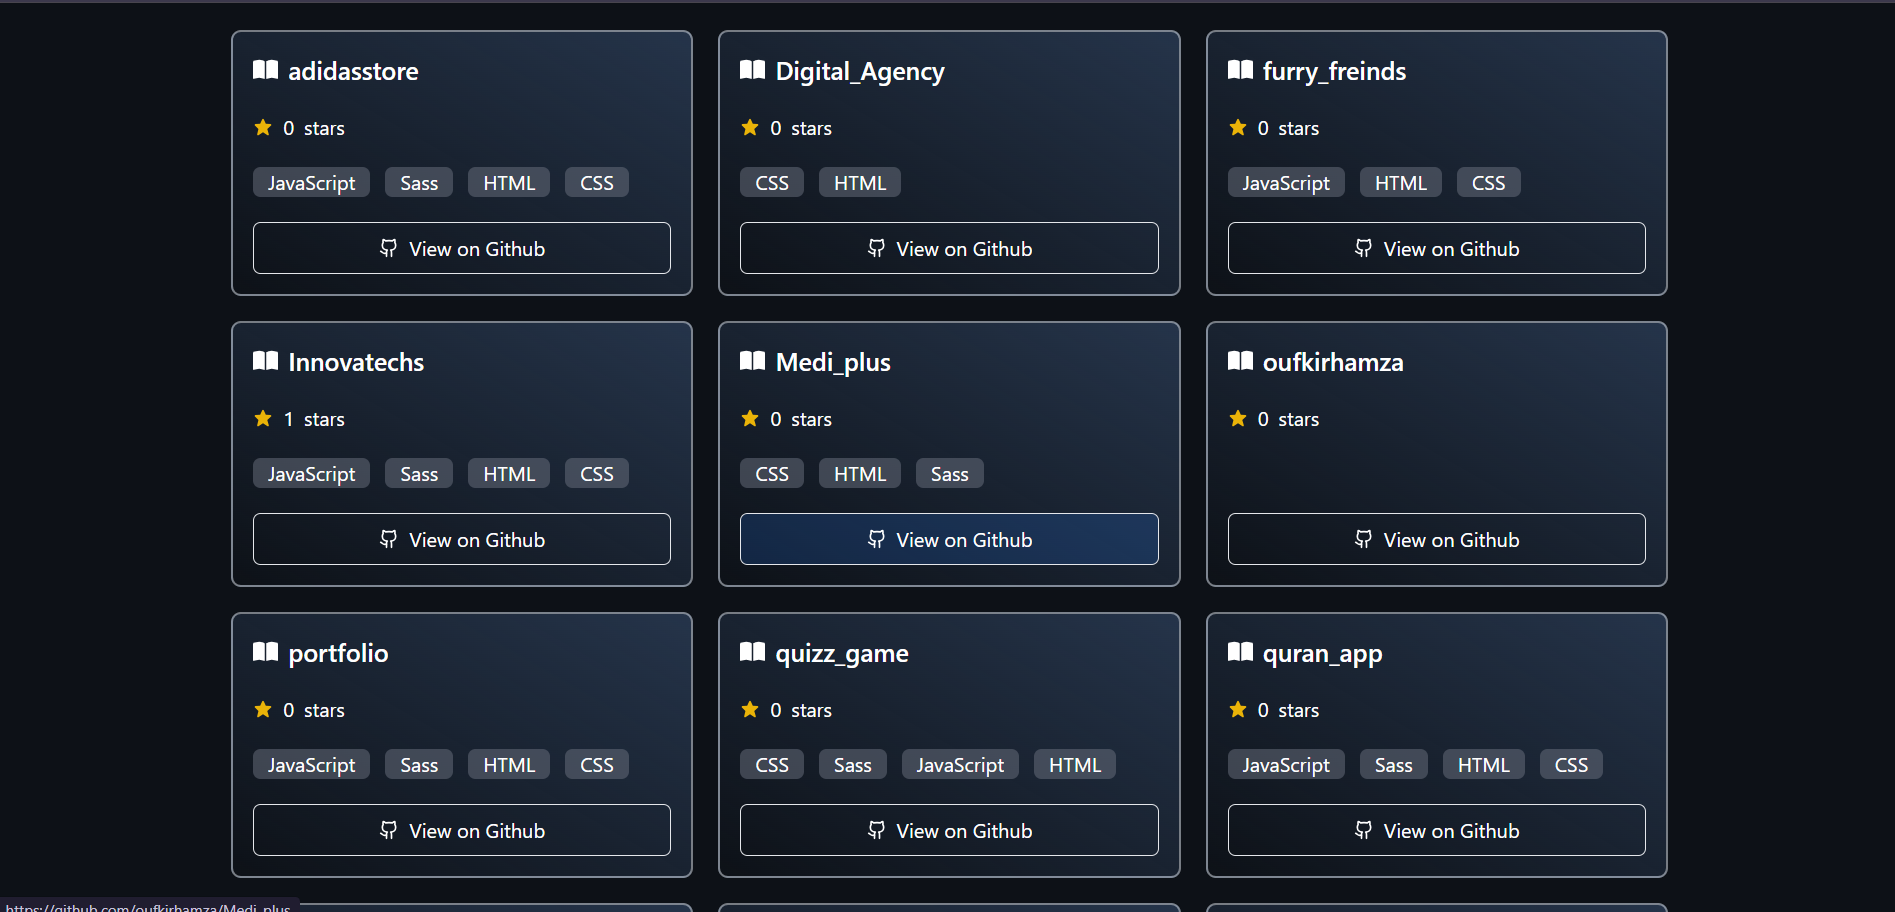 adidasstore
0 stars
JavaScript Sass HTML CSS
View on Github
Digital_Agency
0 stars
CSS HTML
View on Github
furry_freinds
0 stars
JavaScript HTML CSS
View on Github
Innovatechs
1 stars
JavaScript Sass HTML CSS
View on Github
Medi_plus
0 stars
CSS HTML Sass
View on Github
oufkirhamza
0 stars
View on Github
portfolio
0 stars
JavaScript Sass HTML CSS
View on Github
quizz_game
0 stars
CSS Sass JavaScript HTML
View on Github
quran_app
0 stars
JavaScript Sass HTML CSS
View on Github
https://github.com/oufkirhamza/Medi_plus